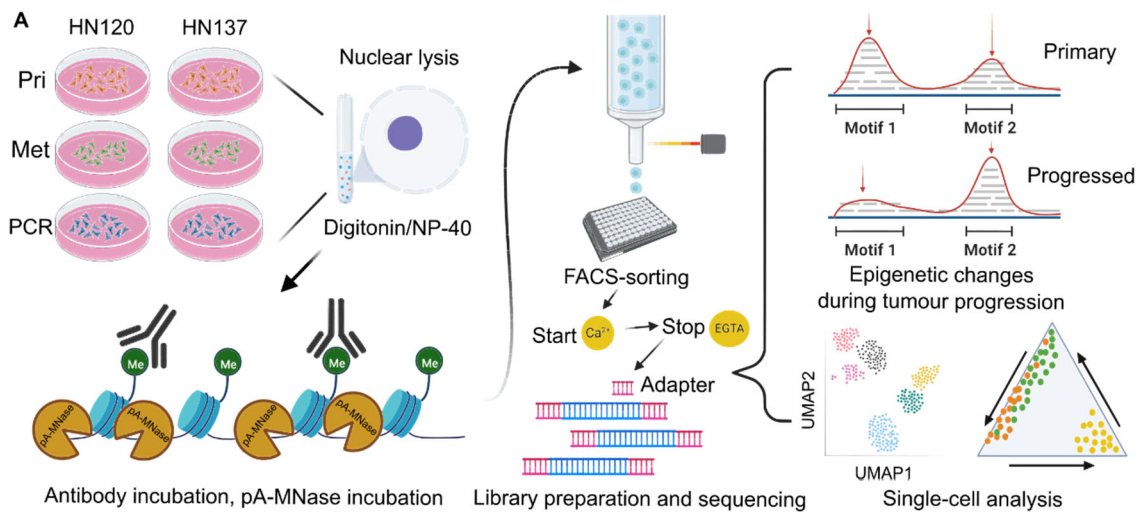 A
HN120
HN137
Pri
Met
PCR
Nuclear lysis
Digitonin/NP-40
Me
Me
Me
Me
pA-MNase
pA-MNase
pA-MNase
pA-MNase
Antibody incubation, pA-MNase incubation
FACS-sorting
Start
Ca²⁺
Stop
EGTA
Adapter
Library preparation and sequencing
Primary
Motif 1
Motif 2
Progressed
Motif 1
Motif 2
Epigenetic changes
during tumour progression
UMAP2
UMAP1
Single-cell analysis